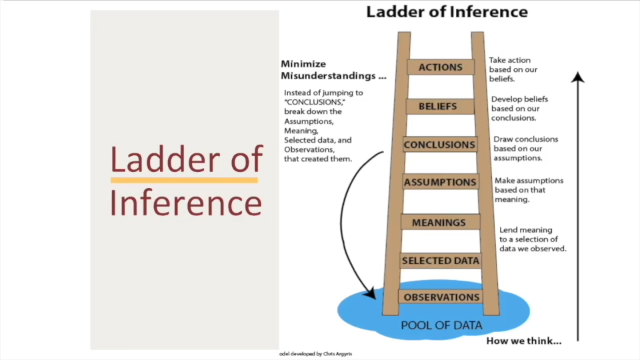 Ladder of
Inference
Ladder of Inference
Minimize
Misunderstandings ...
Instead of jumping to
"CONCLUSIONS,"
break down the
Assumptions,
Meaning,
Selected data, and
Observations,
that created them.
ACTIONS
Take action
based on our
beliefs.
BELIEFS
Develop beliefs
based on our
conclusions.
CONCLUSIONS
Draw conclusions
based on our
assumptions.
ASSUMPTIONS
Make assumptions
based on that
meaning.
MEANINGS
Lend meaning
to a selection of
data we observed.
SELECTED DATA
OBSERVATIONS
POOL OF DATA
How we think...
odel developed by Chris Argyris